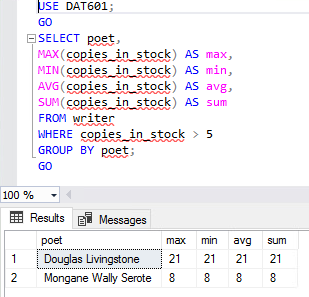 USE DAT601;
GO
SELECT poet,
MAX(copies_in_stock) AS max,
MIN(copies_in_stock) AS min,
AVG(copies_in_stock) AS avg,
SUM(copies_in_stock) AS sum
FROM writer
WHERE copies_in_stock > 5
GROUP BY poet;
GO
100 %
Results Messages
poet max min avg sum
1 Douglas Livingstone 21 21 21 21
2 Mongane Wally Serote 8 8 8 8